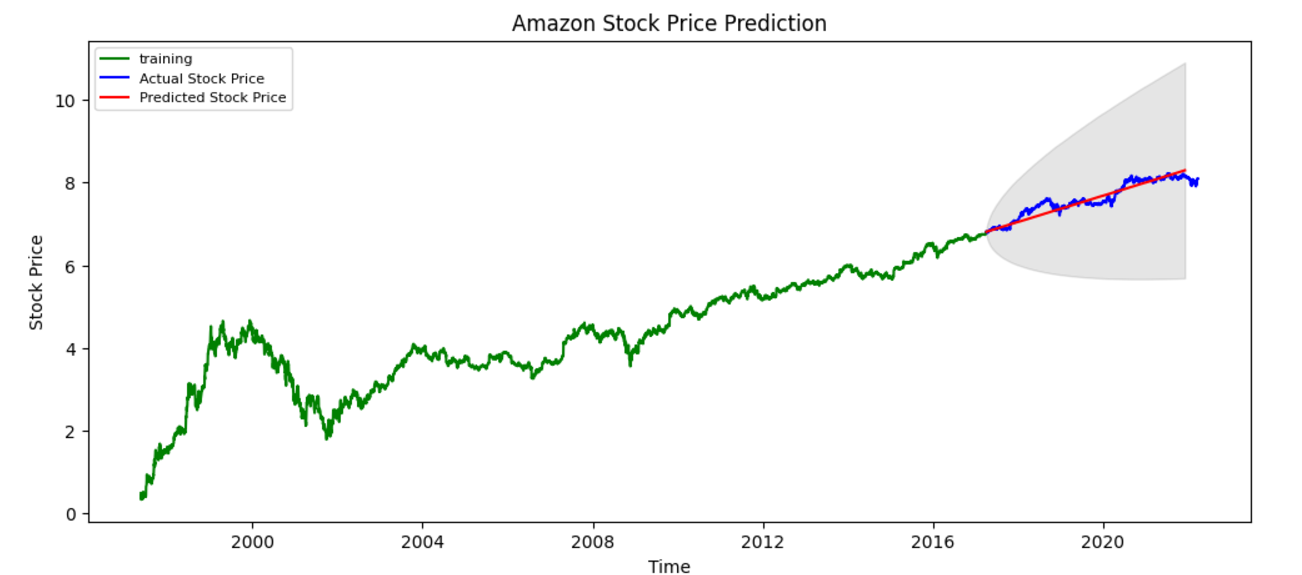 Amazon Stock Price Prediction
training
Actual Stock Price
Predicted Stock Price
10
8
6
4
2
0
Stock Price
2000 2004 2008 2012 2016 2020
Time